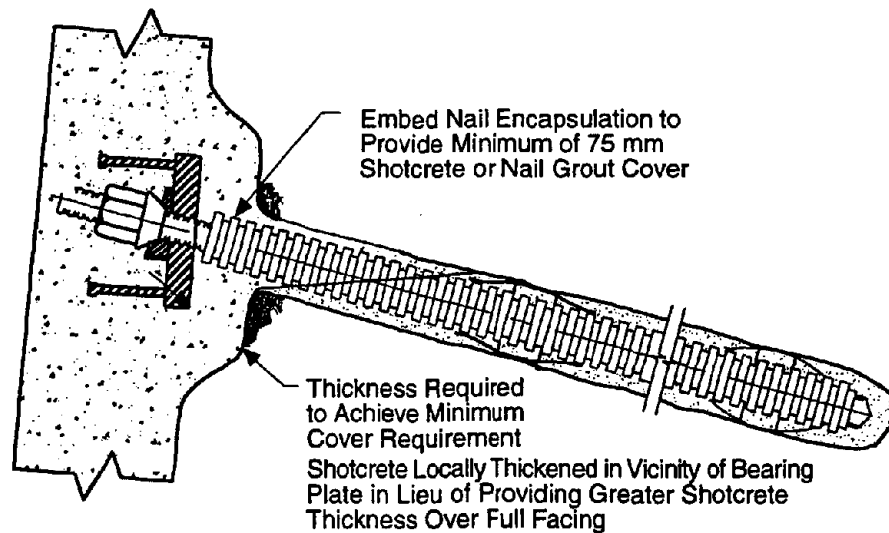 Embed Nail Encapsulation to
Provide Minimum of 75 mm
Shotcrete or Nail Grout Cover
Thickness Required
to Achieve Minimum
Cover Requirement
Shotcrete Locally Thickened in Vicinity of Bearing
Plate in Lieu of Providing Greater Shotcrete
Thickness Over Full Facing